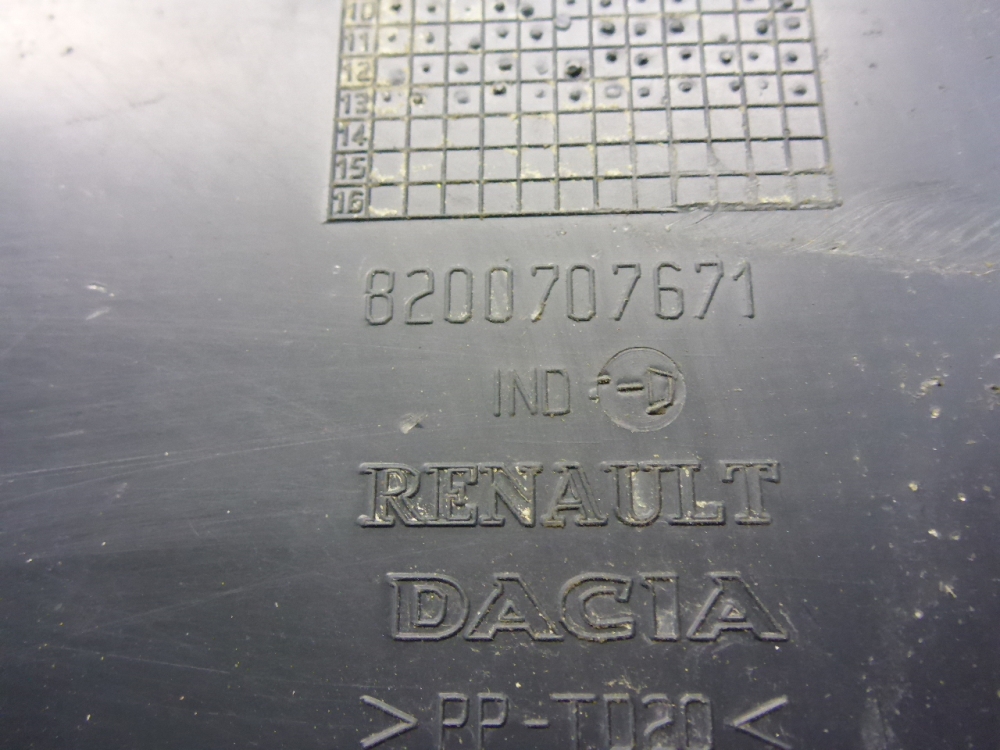 10
11
12
13
14
15
16
8200707671
IND
RENAULT
DACIA
>PP-TD20<